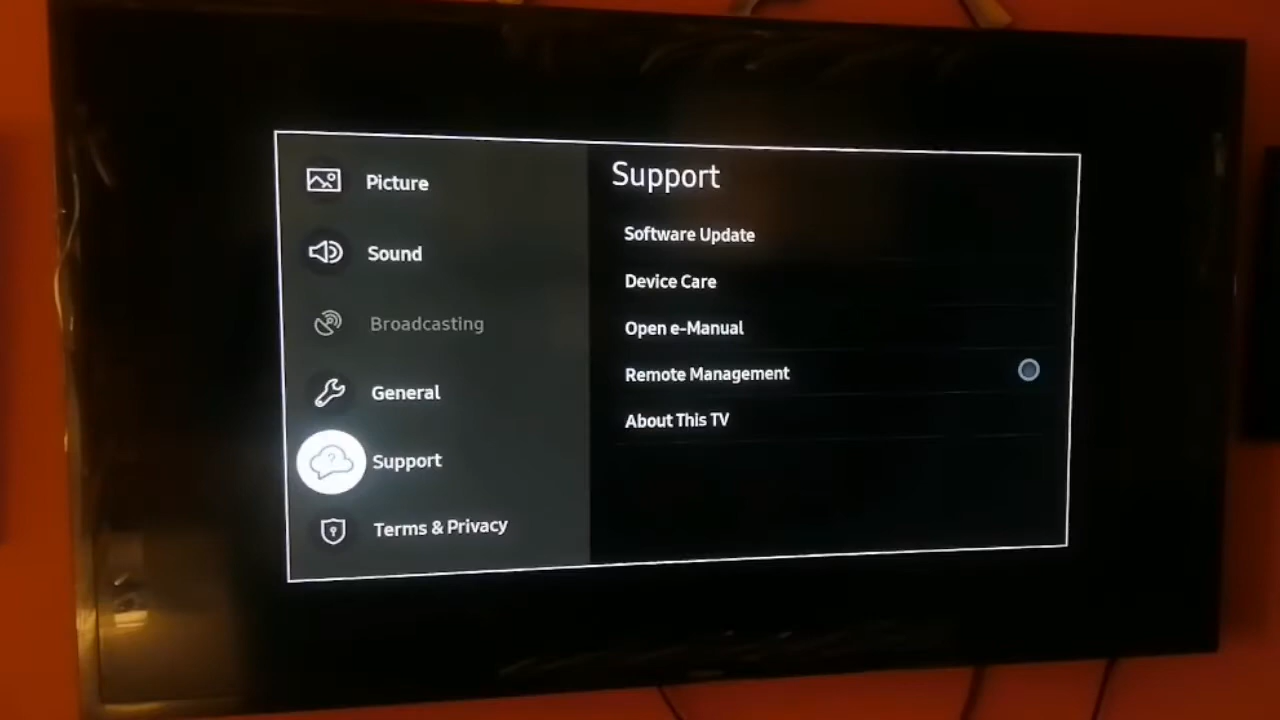 Picture
Sound
Broadcasting
General
Support
Terms & Privacy
Support
Software Update
Device Care
Open e-Manual
Remote Management
About This TV